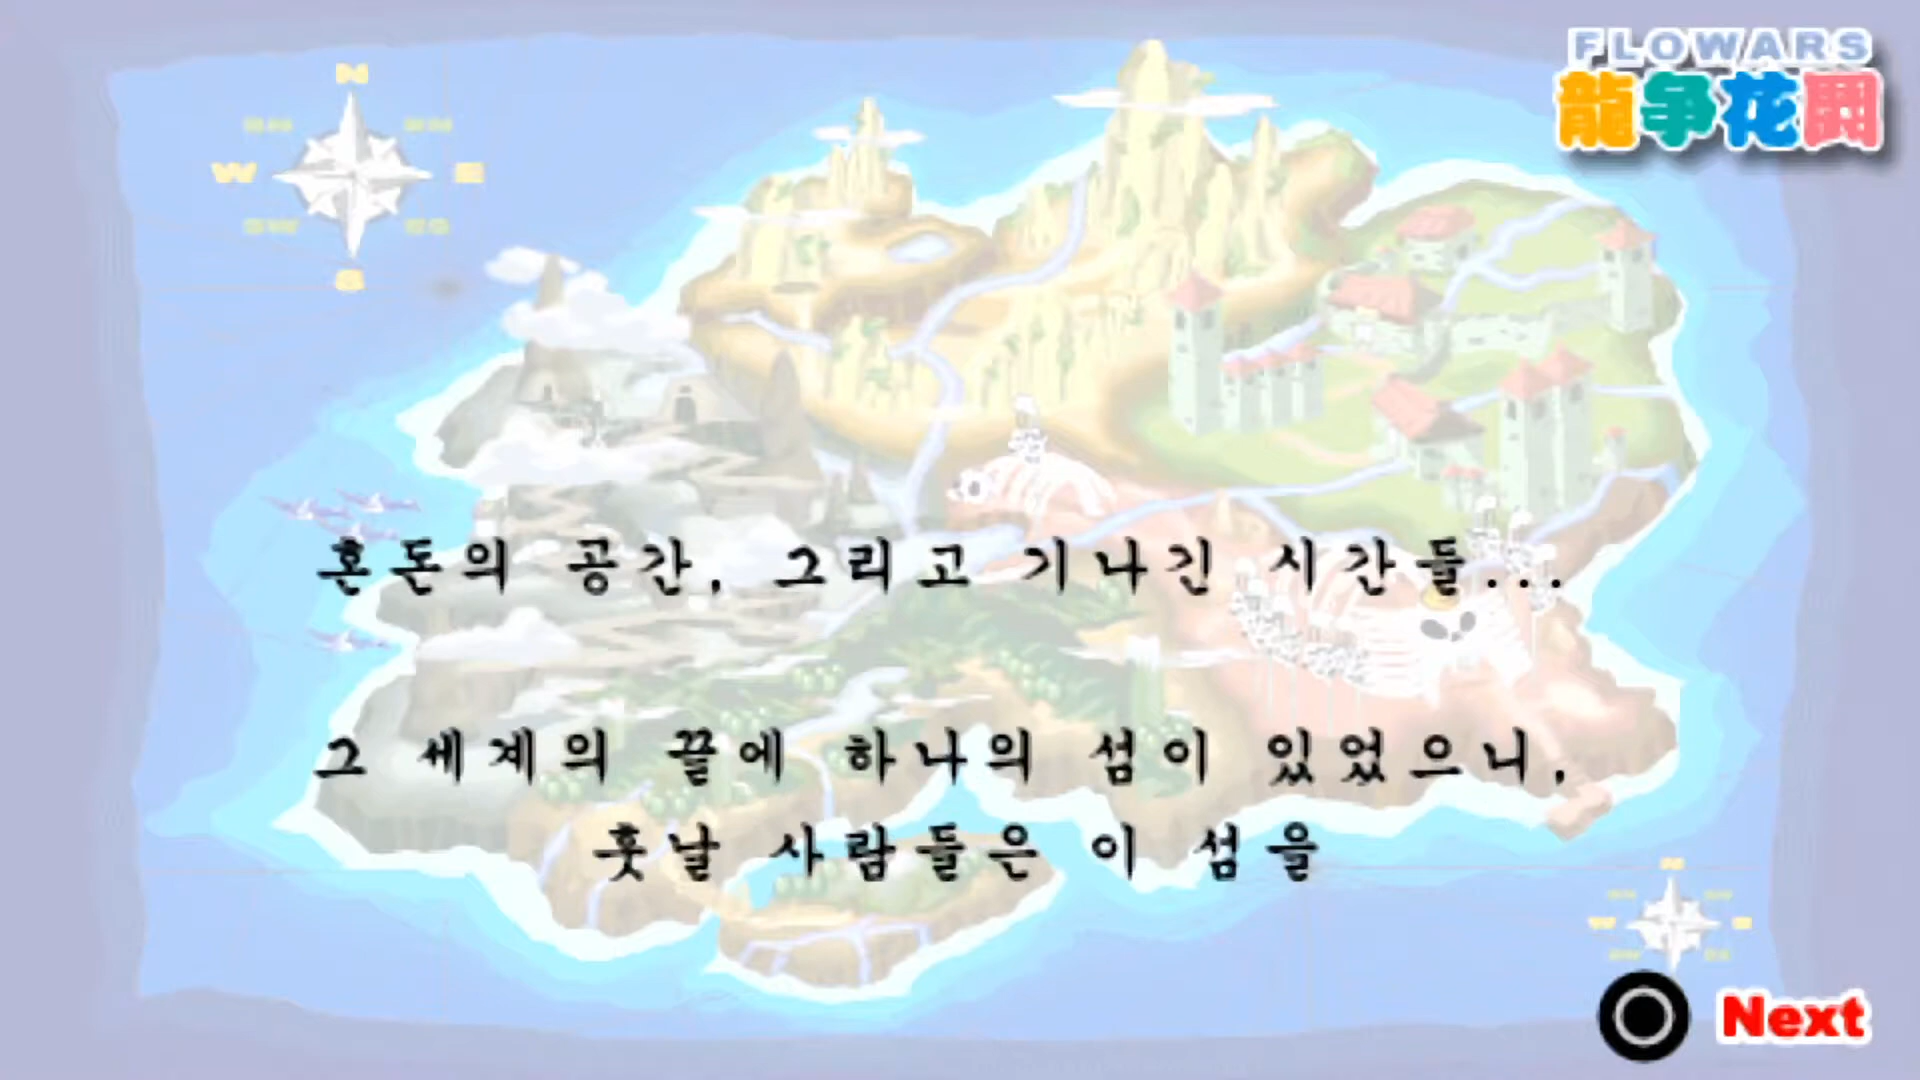 FLOWARS
龍争花開
N
W E
S
혼돈의 공간, 그리고 기나긴 시간들...
그 세계의 끝에 하나의 섬이 있었으니,
훗날 사람들은 이 섬을
N
W E
Next